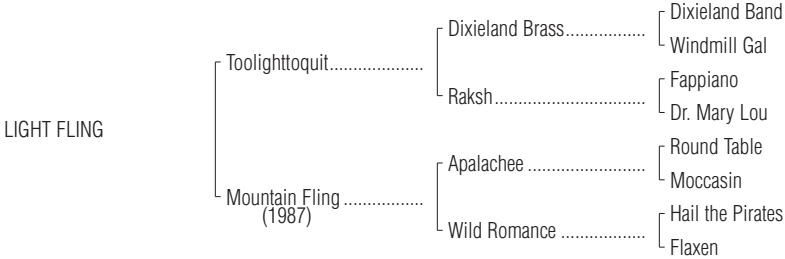 Dixieland Band
Dixieland Brass.................
Windmill Gal
Toolighttoquit....................
Fappiano
Raksh................................
Dr. Mary Lou
LIGHT FLING
Round Table
Apalachee .........................
Moccasin
Mountain Fling .................
(1987)
Hail the Pirates
Wild Romance ..................
Flaxen